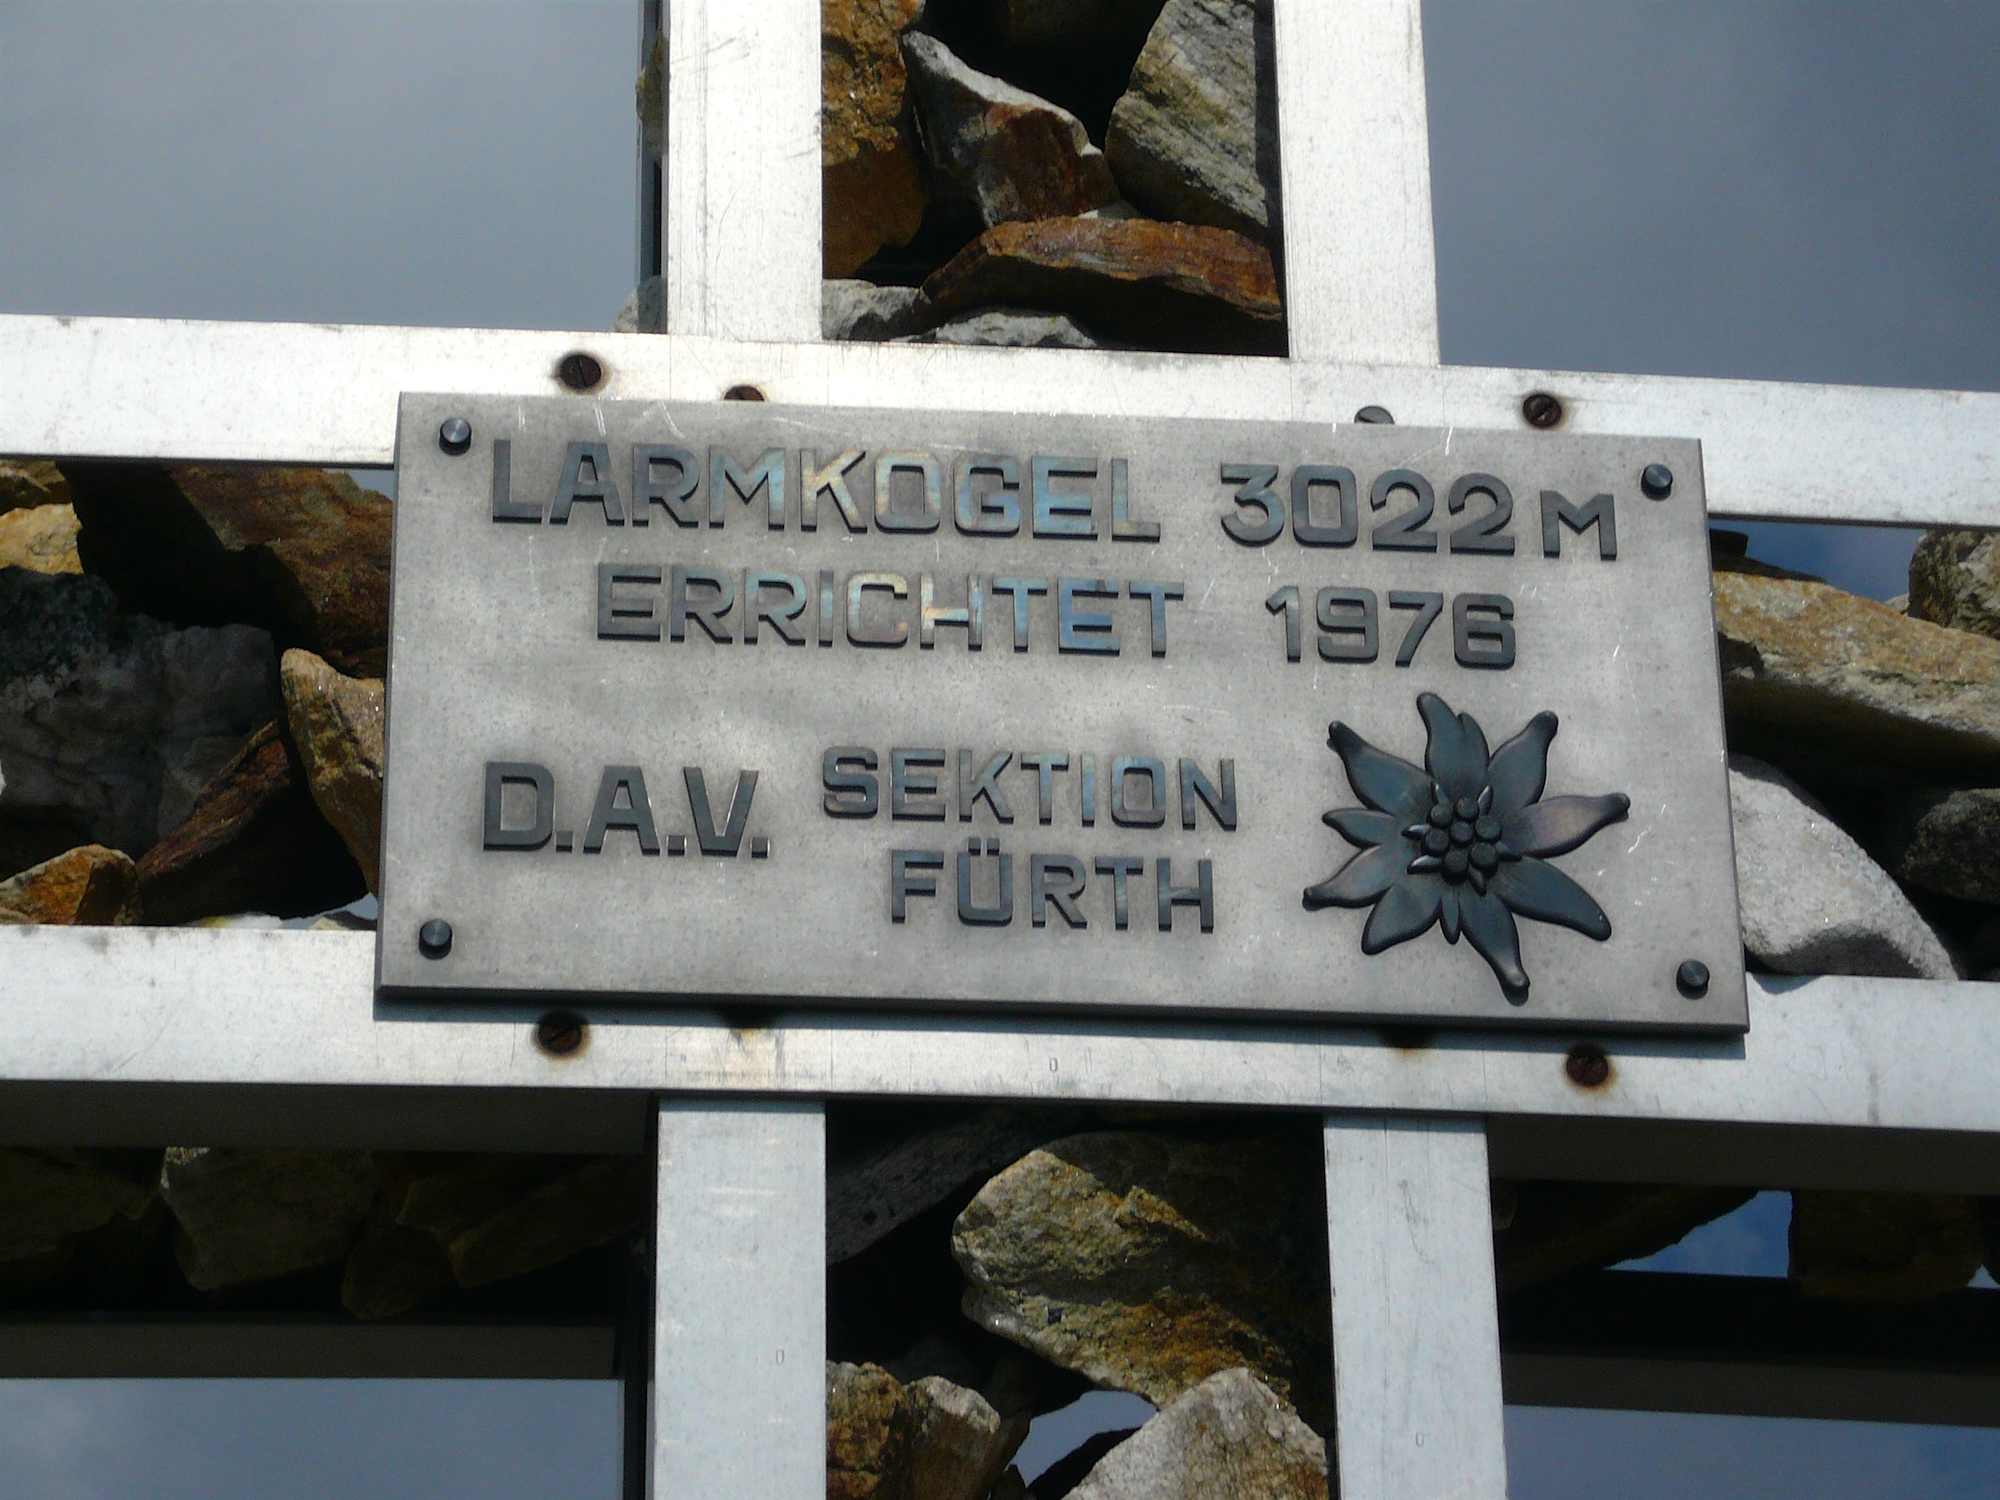 LARMKOGEL 3022 M
ERRICHTET 1976
D.A.V. SEKTION
FÜRTH